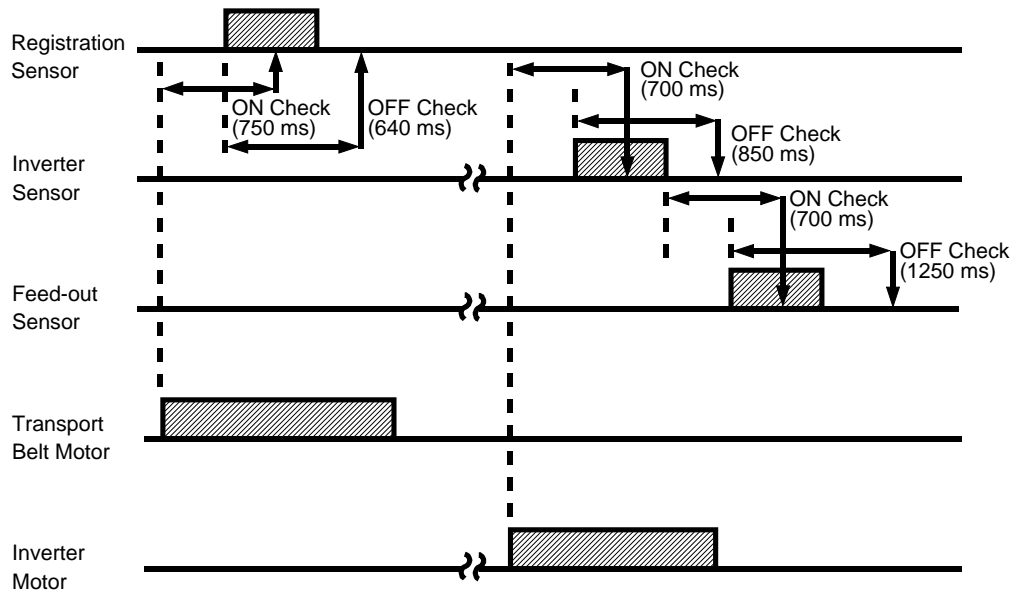 Registration
Sensor
ON Check
(750 ms)
OFF Check
(640 ms)
ON Check
(700 ms)
OFF Check
(850 ms)
Inverter
Sensor
ON Check
(700 ms)
OFF Check
(1250 ms)
Feed-out
Sensor
Transport
Belt Motor
Inverter
Motor